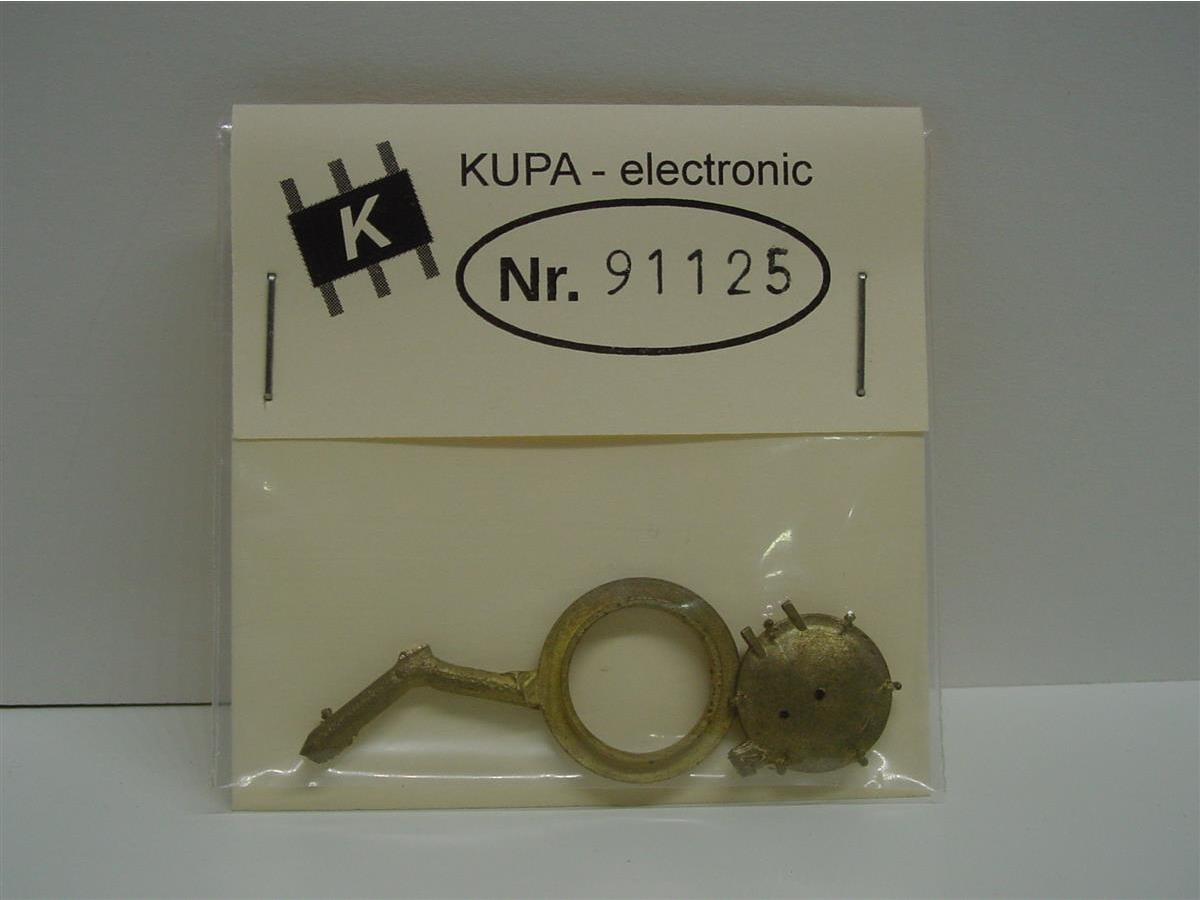 KUPA - electronic
K
Nr. 91125